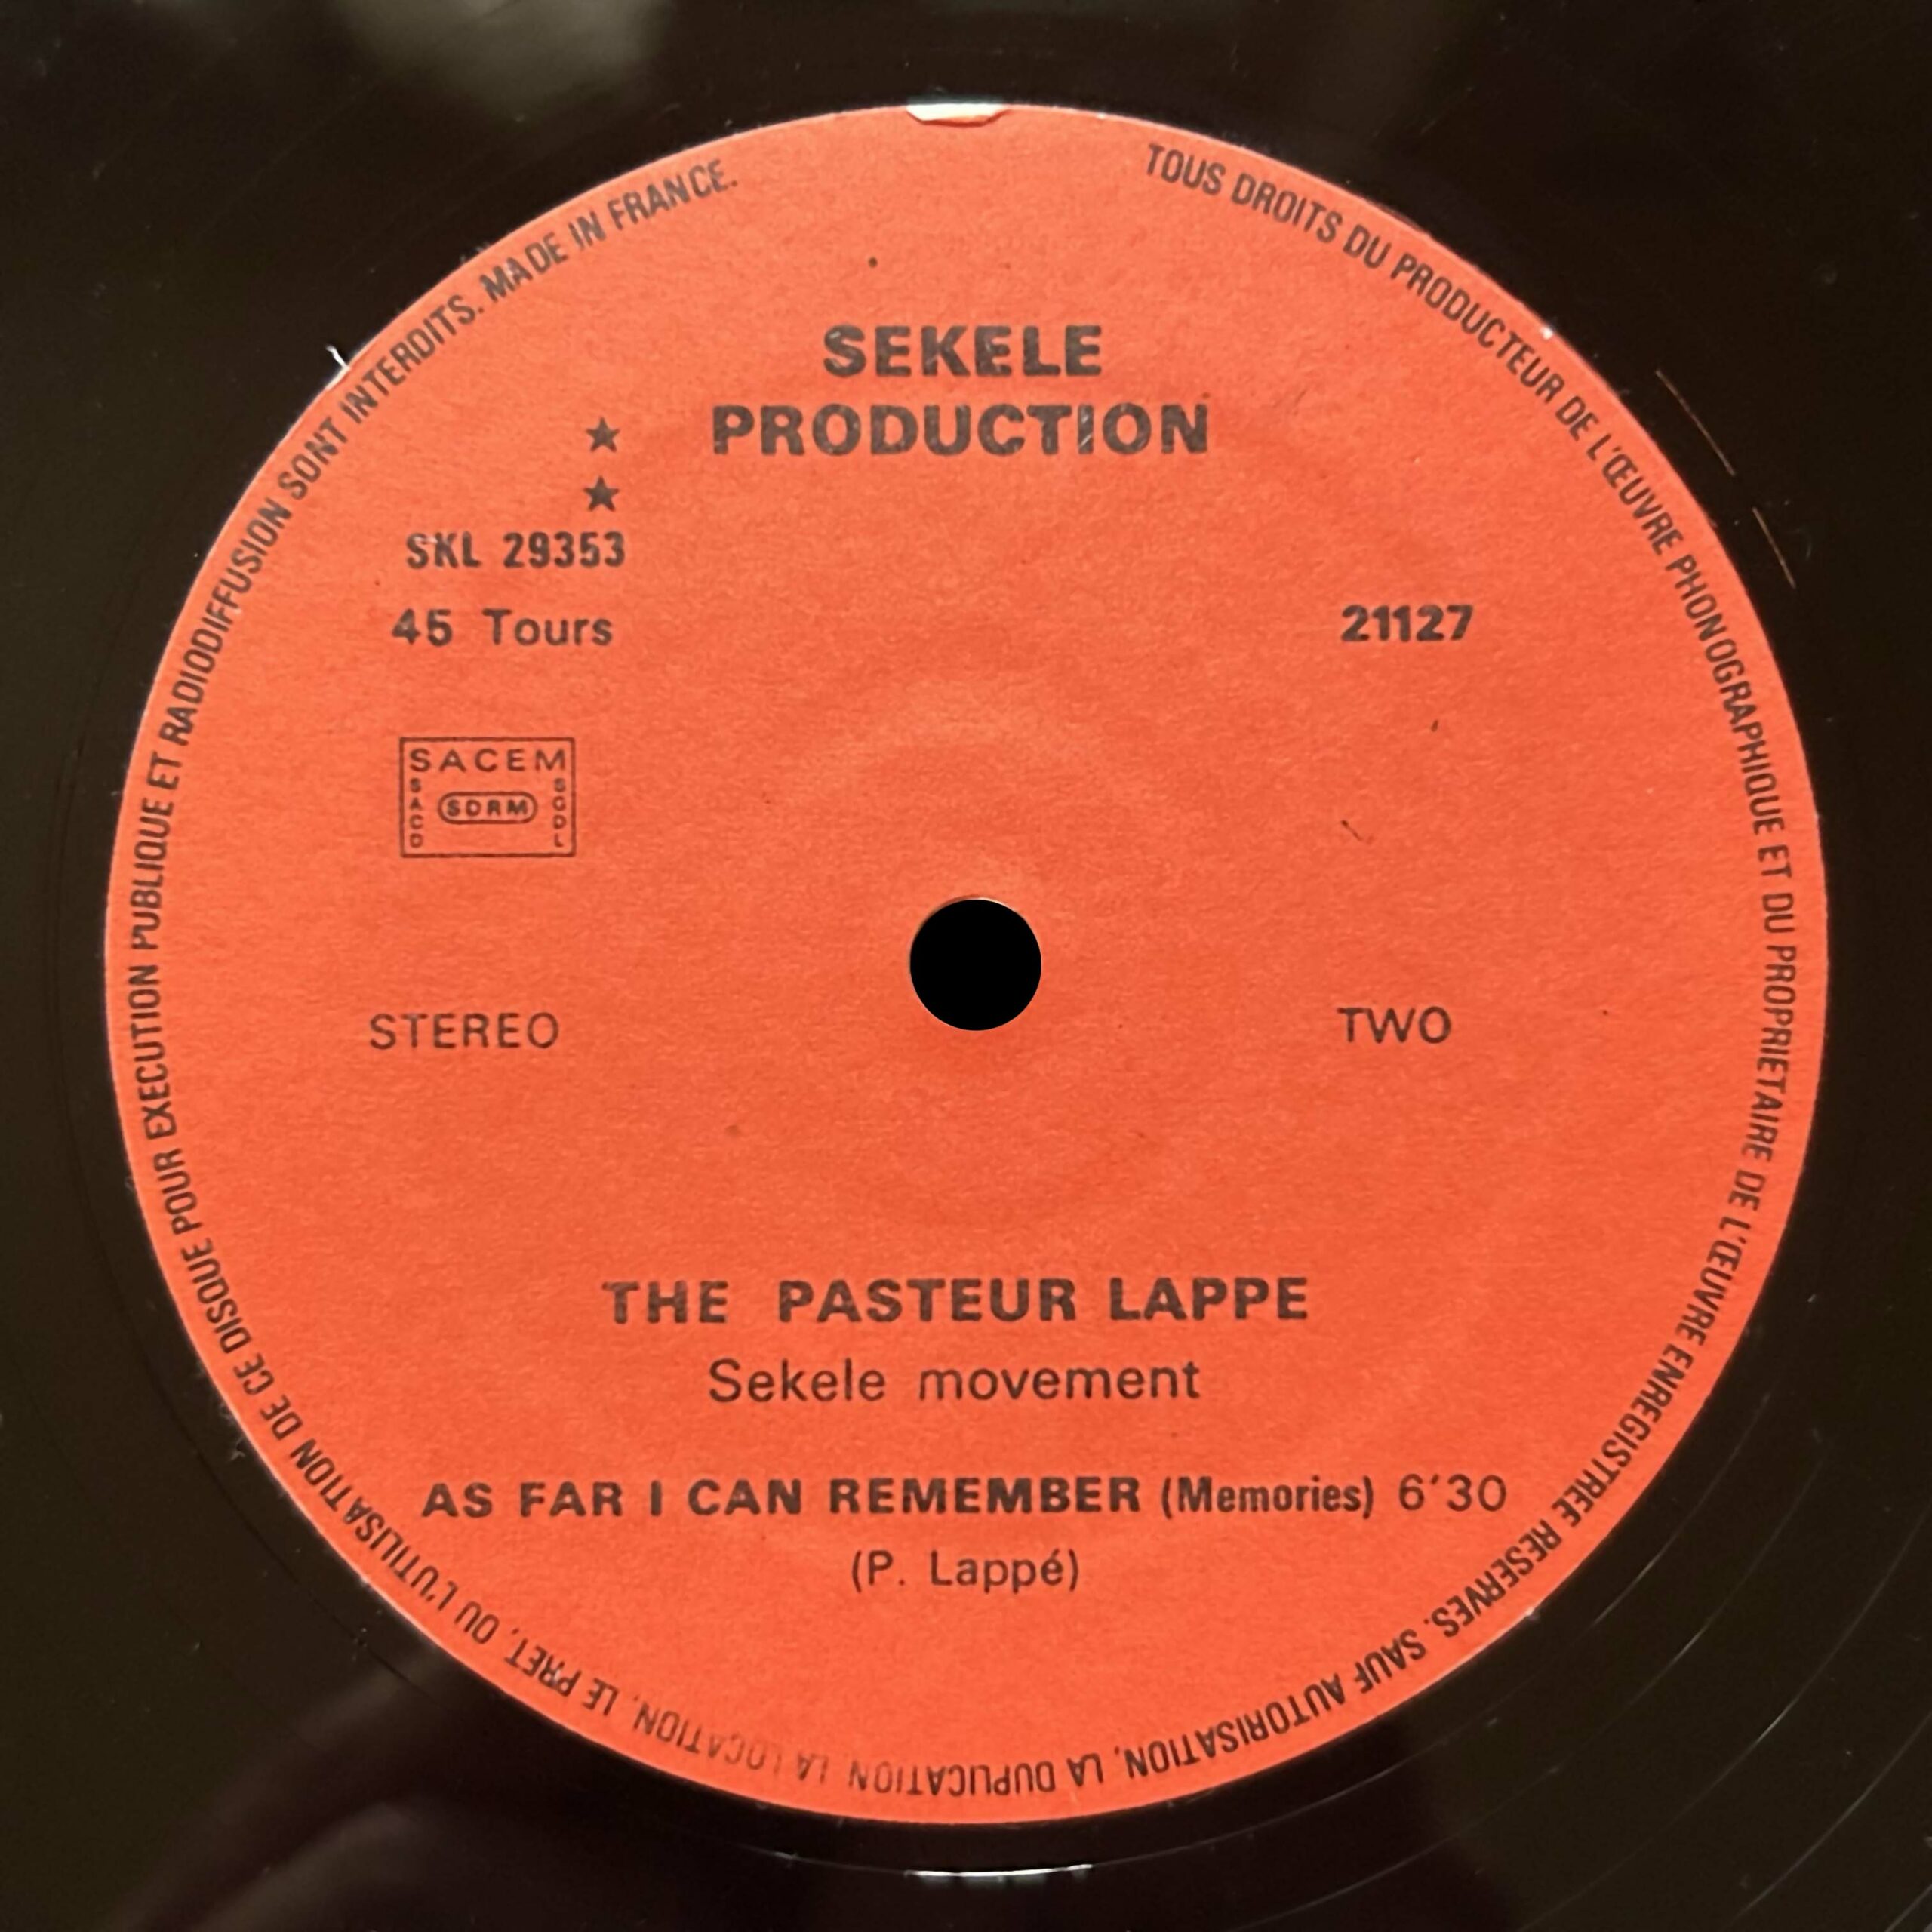 SEKELE
PRODUCTION
★
★
SKL 29353
45 Tours
21127
SACEM
SACD
SDRM
SGDL
STEREO
TWO
THE PASTEUR LAPPE
Sekele movement
AS FAR I CAN REMEMBER (Memories) 6'30
(P. Lappé)
TOUS DROITS DU PRODUCTEUR DE L'ŒUVRE PHONOGRAPHIQUE ET DU PROPRIETAIRE DE L'ŒUVRE ENREGISTREE RESERVES. SAUF AUTORISATION, LA DUPLICATION, LA LOCATION, LE PRET, OU L'UTILISATION DE CE DISQUE POUR EXECUTION PUBLIQUE ET RADIODIFFUSION SONT INTERDITS. MADE IN FRANCE.